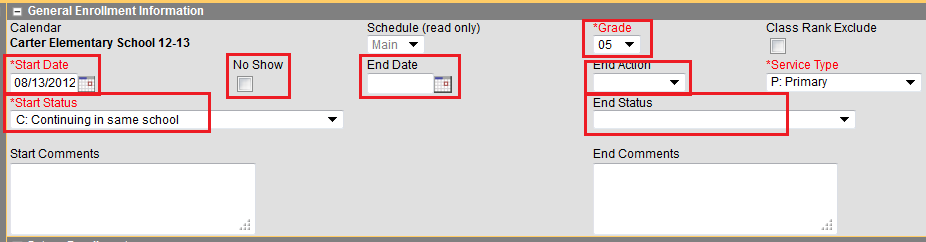 General Enrollment Information
Calendar Schedule (read only) *Grade Class Rank Exclude
Carter Elementary School 12-13 Main 05
*Start Date No Show End Date End Action *Service Type
08/13/2012 P: Primary
*Start Status End Status
C: Continuing in same school
Start Comments End Comments